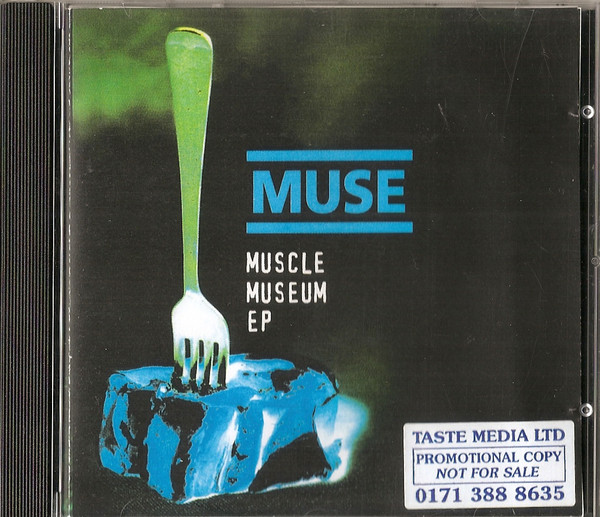 MUSE
MUSCLE
MUSEUM
EP
TASTE MEDIA LTD
PROMOTIONAL COPY
NOT FOR SALE
0171 388 8635